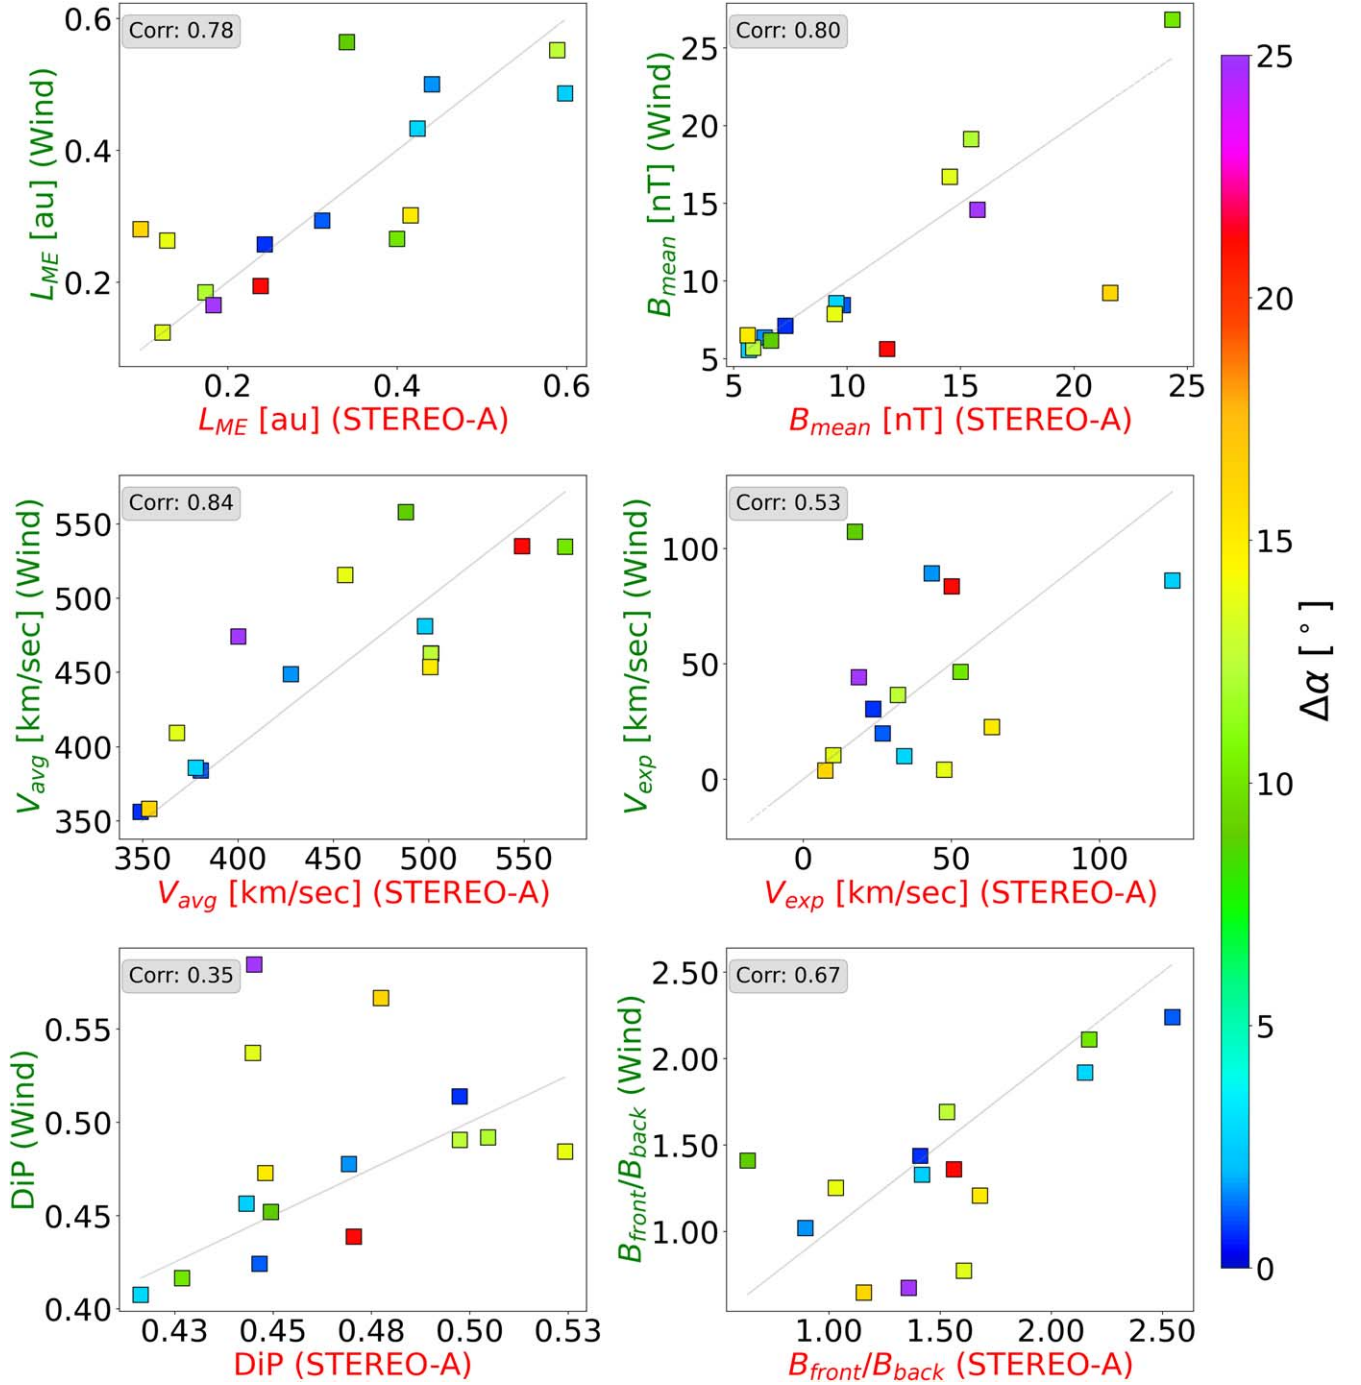 Corr: 0.78
0.6
0.4
0.2
L_ME [au] (Wind)
0.2 0.4 0.6
L_ME [au] (STEREO-A)
Corr: 0.80
25
20
15
10
5
B_mean [nT] (Wind)
5 10 15 20 25
B_mean [nT] (STEREO-A)
Corr: 0.84
550
500
450
400
350
V_avg [km/sec] (Wind)
350 400 450 500 550
V_avg [km/sec] (STEREO-A)
Corr: 0.53
100
50
0
V_exp [km/sec] (Wind)
0 50 100
V_exp [km/sec] (STEREO-A)
Corr: 0.35
0.55
0.50
0.45
0.40
DiP (Wind)
0.43 0.45 0.48 0.50 0.53
DiP (STEREO-A)
Corr: 0.67
2.50
2.00
1.50
1.00
B_front/B_back (Wind)
1.00 1.50 2.00 2.50
B_front/B_back (STEREO-A)
25
20
15
10
5
0
Δα [°]